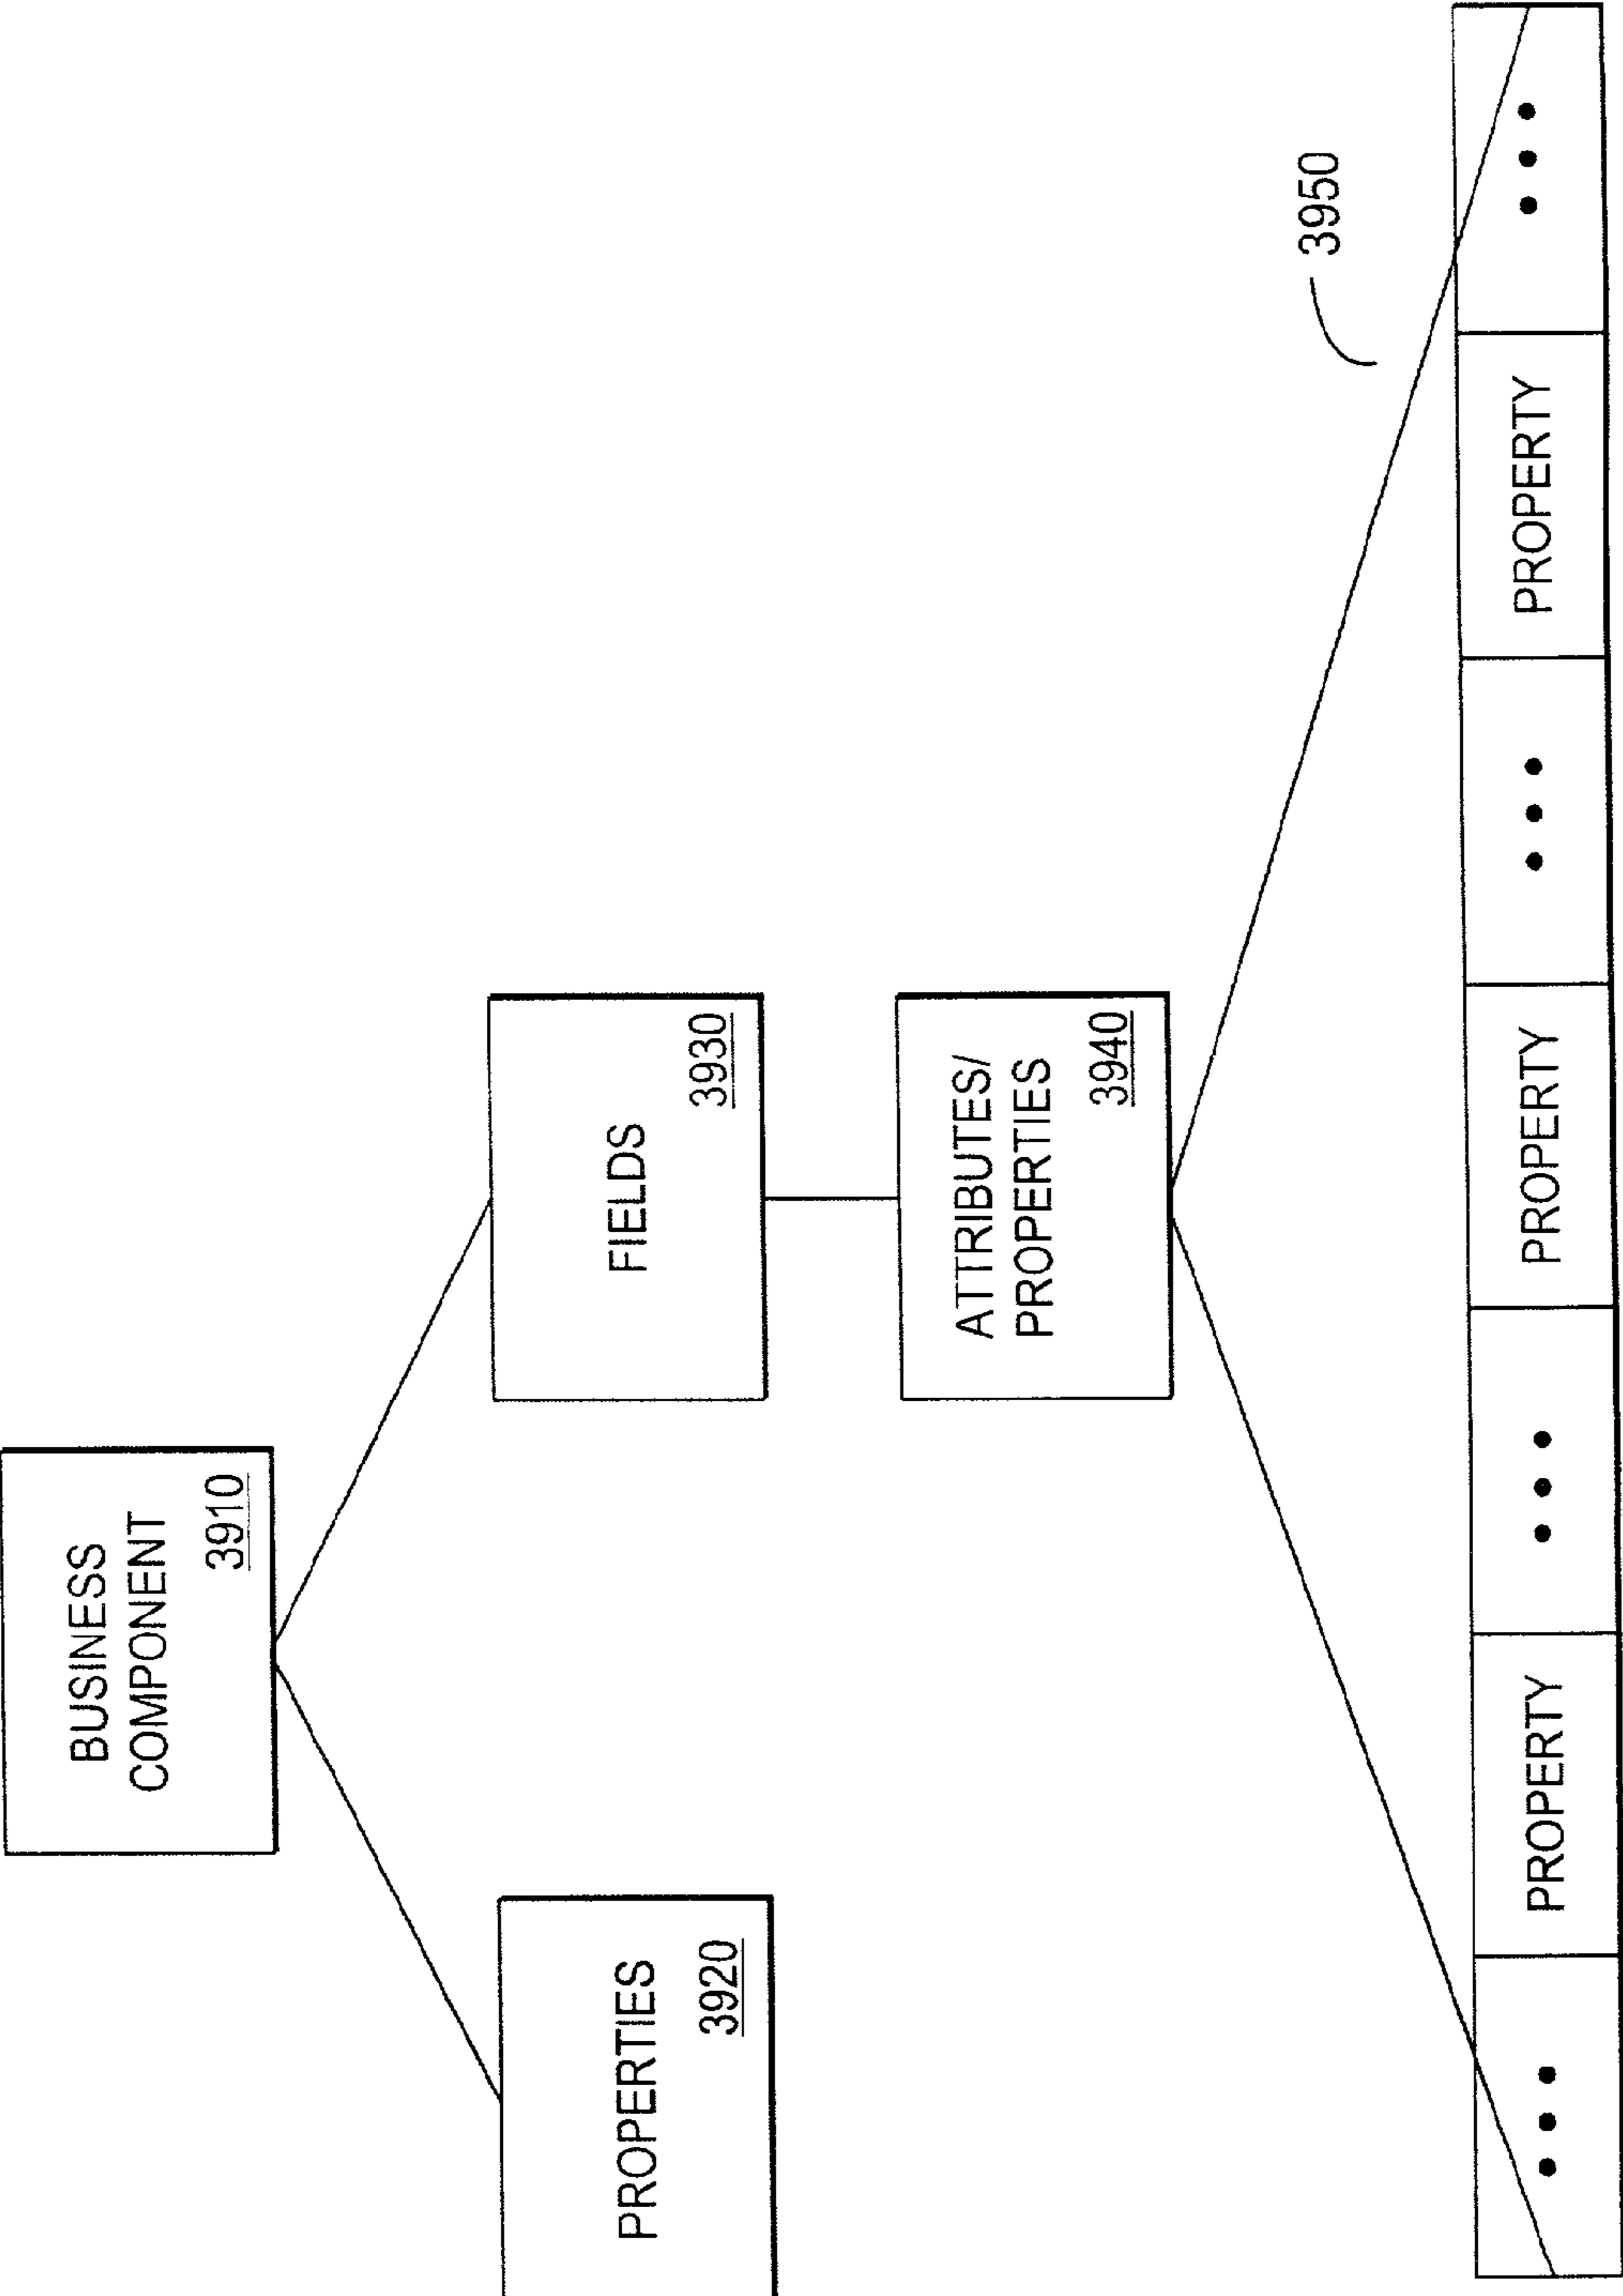 BUSINESS
COMPONENT
3910
PROPERTIES
3920
FIELDS
3930
ATTRIBUTES/
PROPERTIES
3940
3950
PROPERTY
PROPERTY
PROPERTY